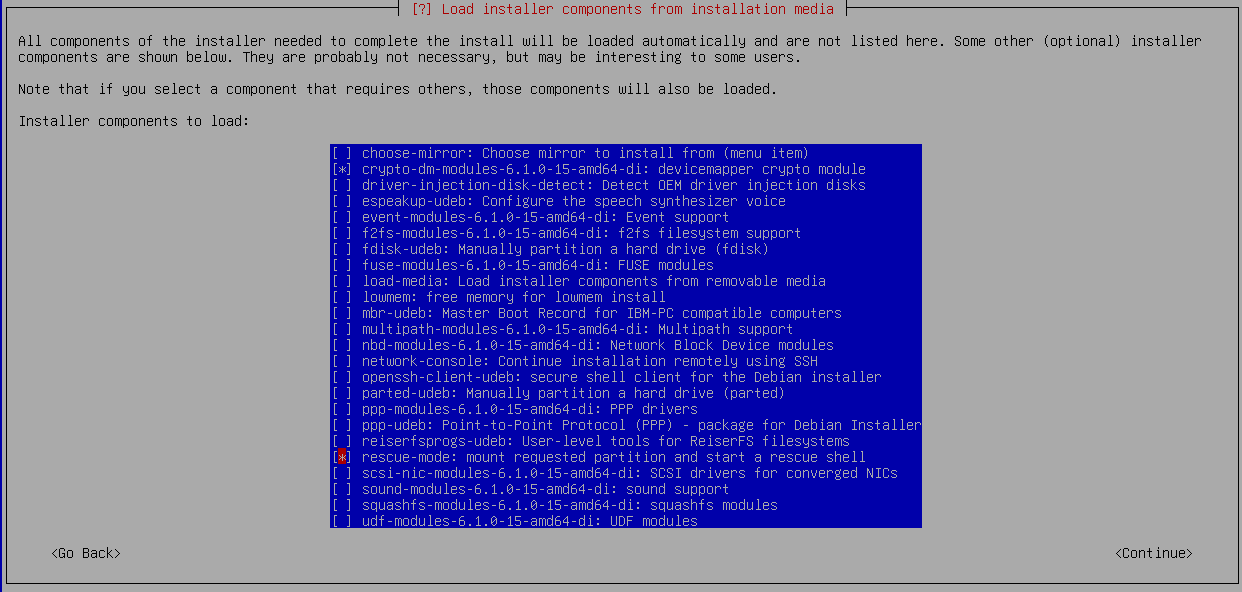 [?] Load installer components from installation media
All components of the installer needed to complete the install will be loaded automatically and are not listed here. Some other (optional) installer
components are shown below. They are probably not necessary, but may be interesting to some users.
Note that if you select a component that requires others, those components will also be loaded.
Installer components to load:
[ ] choose-mirror: Choose mirror to install from (menu item)
[*] crypto-dm-modules-6.1.0-15-amd64-di: devicemapper crypto module
[ ] driver-injection-disk-detect: Detect OEM driver injection disks
[ ] espeakup-udeb: Configure the speech synthesizer voice
[ ] event-modules-6.1.0-15-amd64-di: Event support
[ ] f2fs-modules-6.1.0-15-amd64-di: f2fs filesystem support
[ ] fdisk-udeb: Manually partition a hard drive (fdisk)
[ ] fuse-modules-6.1.0-15-amd64-di: FUSE modules
[ ] load-media: Load installer components from removable media
[ ] lowmem: free memory for lowmem install
[ ] mbr-udeb: Master Boot Record for IBM-PC compatible computers
[ ] multipath-modules-6.1.0-15-amd64-di: Multipath support
[ ] nbd-modules-6.1.0-15-amd64-di: Network Block Device modules
[ ] network-console: Continue installation remotely using SSH
[ ] openssh-client-udeb: secure shell client for the Debian installer
[ ] parted-udeb: Manually partition a hard drive (parted)
[ ] ppp-modules-6.1.0-15-amd64-di: PPP drivers
[ ] ppp-udeb: Point-to-Point Protocol (PPP) - package for Debian Installer
[ ] reiserfsprogs-udeb: User-level tools for ReiserFS filesystems
[*] rescue-mode: mount requested partition and start a rescue shell
[ ] scsi-nic-modules-6.1.0-15-amd64-di: SCSI drivers for converged NICs
[ ] sound-modules-6.1.0-15-amd64-di: sound support
[ ] squashfs-modules-6.1.0-15-amd64-di: squashfs modules
[ ] udf-modules-6.1.0-15-amd64-di: UDF modules
<Go Back> <Continue>